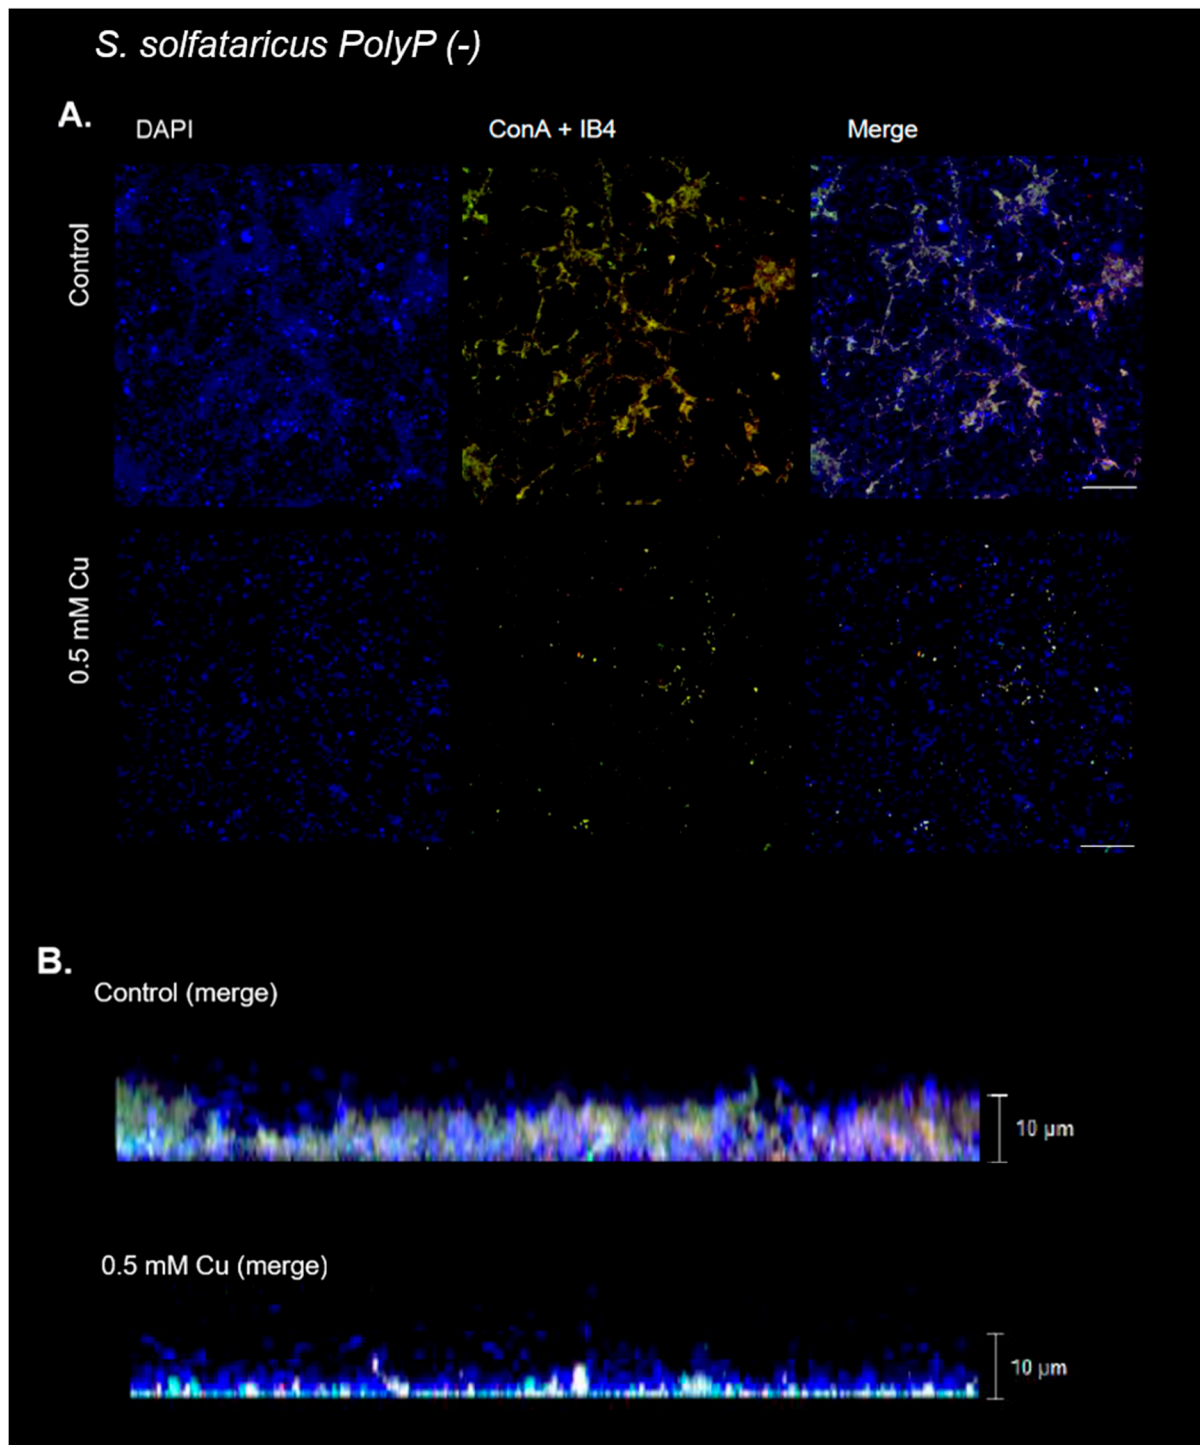 S. solfataricus PolyP (-)
A.
DAPI
ConA + IB4
Merge
Control
0.5 mM Cu
B.
Control (merge)
10 µm
0.5 mM Cu (merge)
10 µm